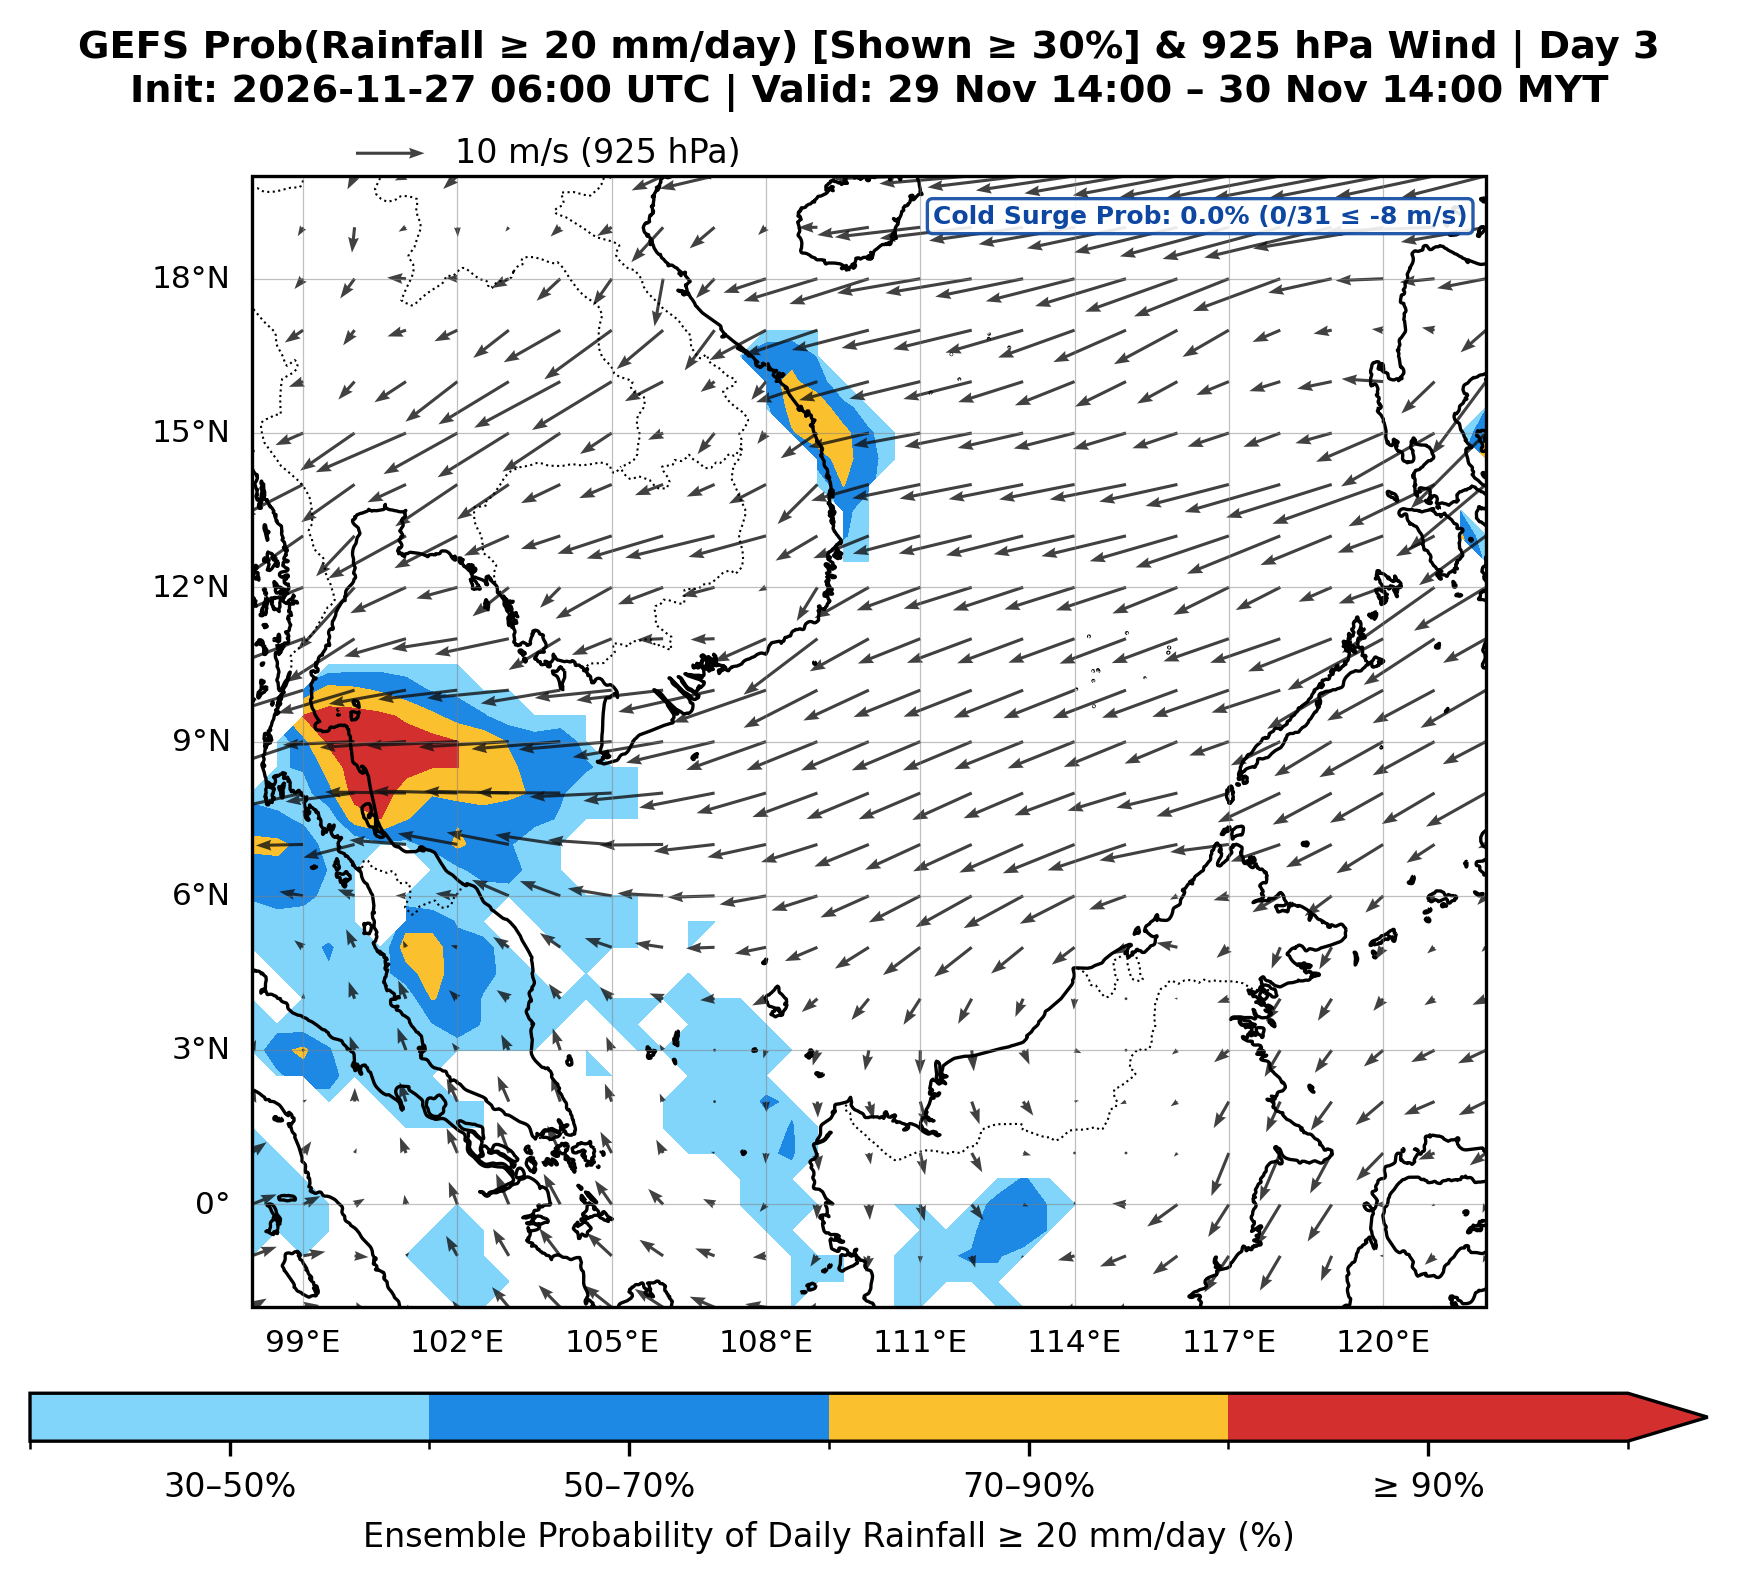 GEFS Prob(Rainfall ≥ 20 mm/day) [Shown ≥ 30%] & 925 hPa Wind | Day 3
Init: 2026-11-27 06:00 UTC | Valid: 29 Nov 14:00 – 30 Nov 14:00 MYT
10 m/s (925 hPa)
Cold Surge Prob: 0.0% (0/31 ≤ -8 m/s)
18°N
15°N
12°N
9°N
6°N
3°N
0°
99°E 102°E 105°E 108°E 111°E 114°E 117°E 120°E
30–50% 50–70% 70–90% ≥ 90%
Ensemble Probability of Daily Rainfall ≥ 20 mm/day (%)